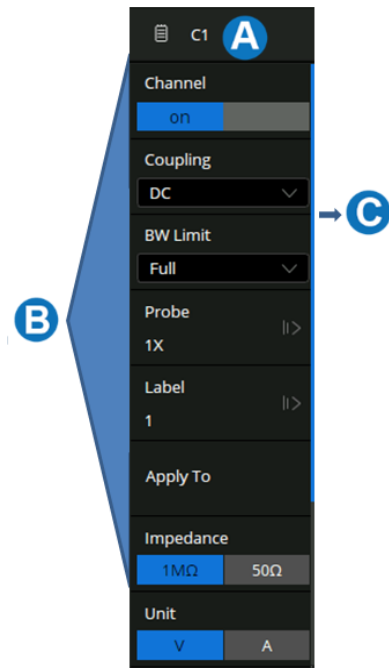 C1 A
Channel
on
Coupling
DC
C
BW Limit
Full
B
Probe
1X
Label
1
Apply To
Impedance
1MΩ 50Ω
Unit
V A